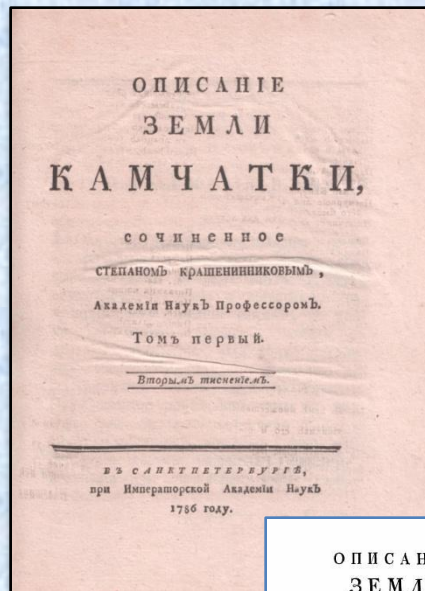 ОПИСАНІЕ
ЗЕМЛИ
КАМЧАТКИ,
сочиненное
СТЕПАНОМЪ КРАШЕНИННИКОВЫМЪ,
Академіи Наукъ Профессоромъ.
Томъ первый.
Вторымъ тисненіемъ.
ВЪ САНКТПЕТЕРБУРГѢ,
при Императорской Академіи Наукъ
1786 году.
ОПИСАН
ЗЕМЛ